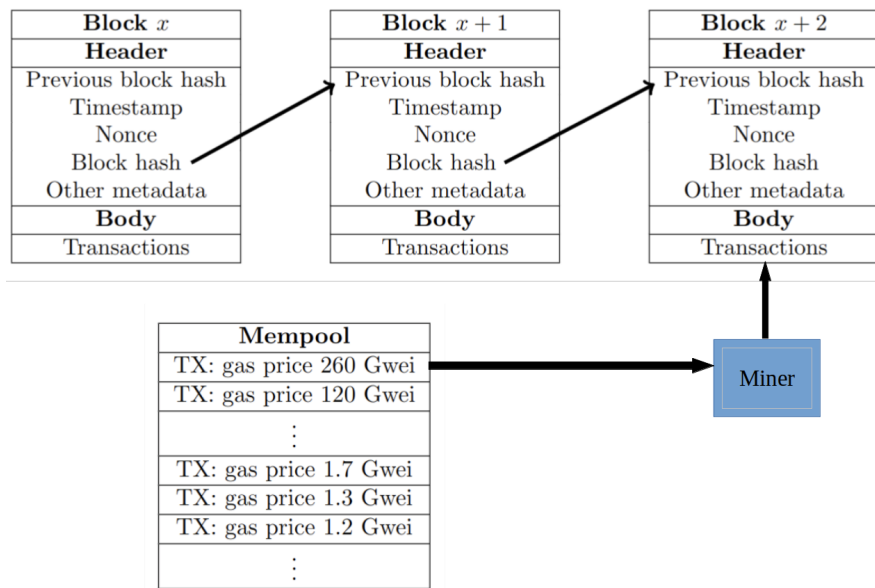 Block x
Header
Previous block hash
Timestamp
Nonce
Block hash
Other metadata
Body
Transactions
Block x + 1
Header
Previous block hash
Timestamp
Nonce
Block hash
Other metadata
Body
Transactions
Block x + 2
Header
Previous block hash
Timestamp
Nonce
Block hash
Other metadata
Body
Transactions
Mempool
TX: gas price 260 Gwei
TX: gas price 120 Gwei
⋮
TX: gas price 1.7 Gwei
TX: gas price 1.3 Gwei
TX: gas price 1.2 Gwei
⋮
Miner